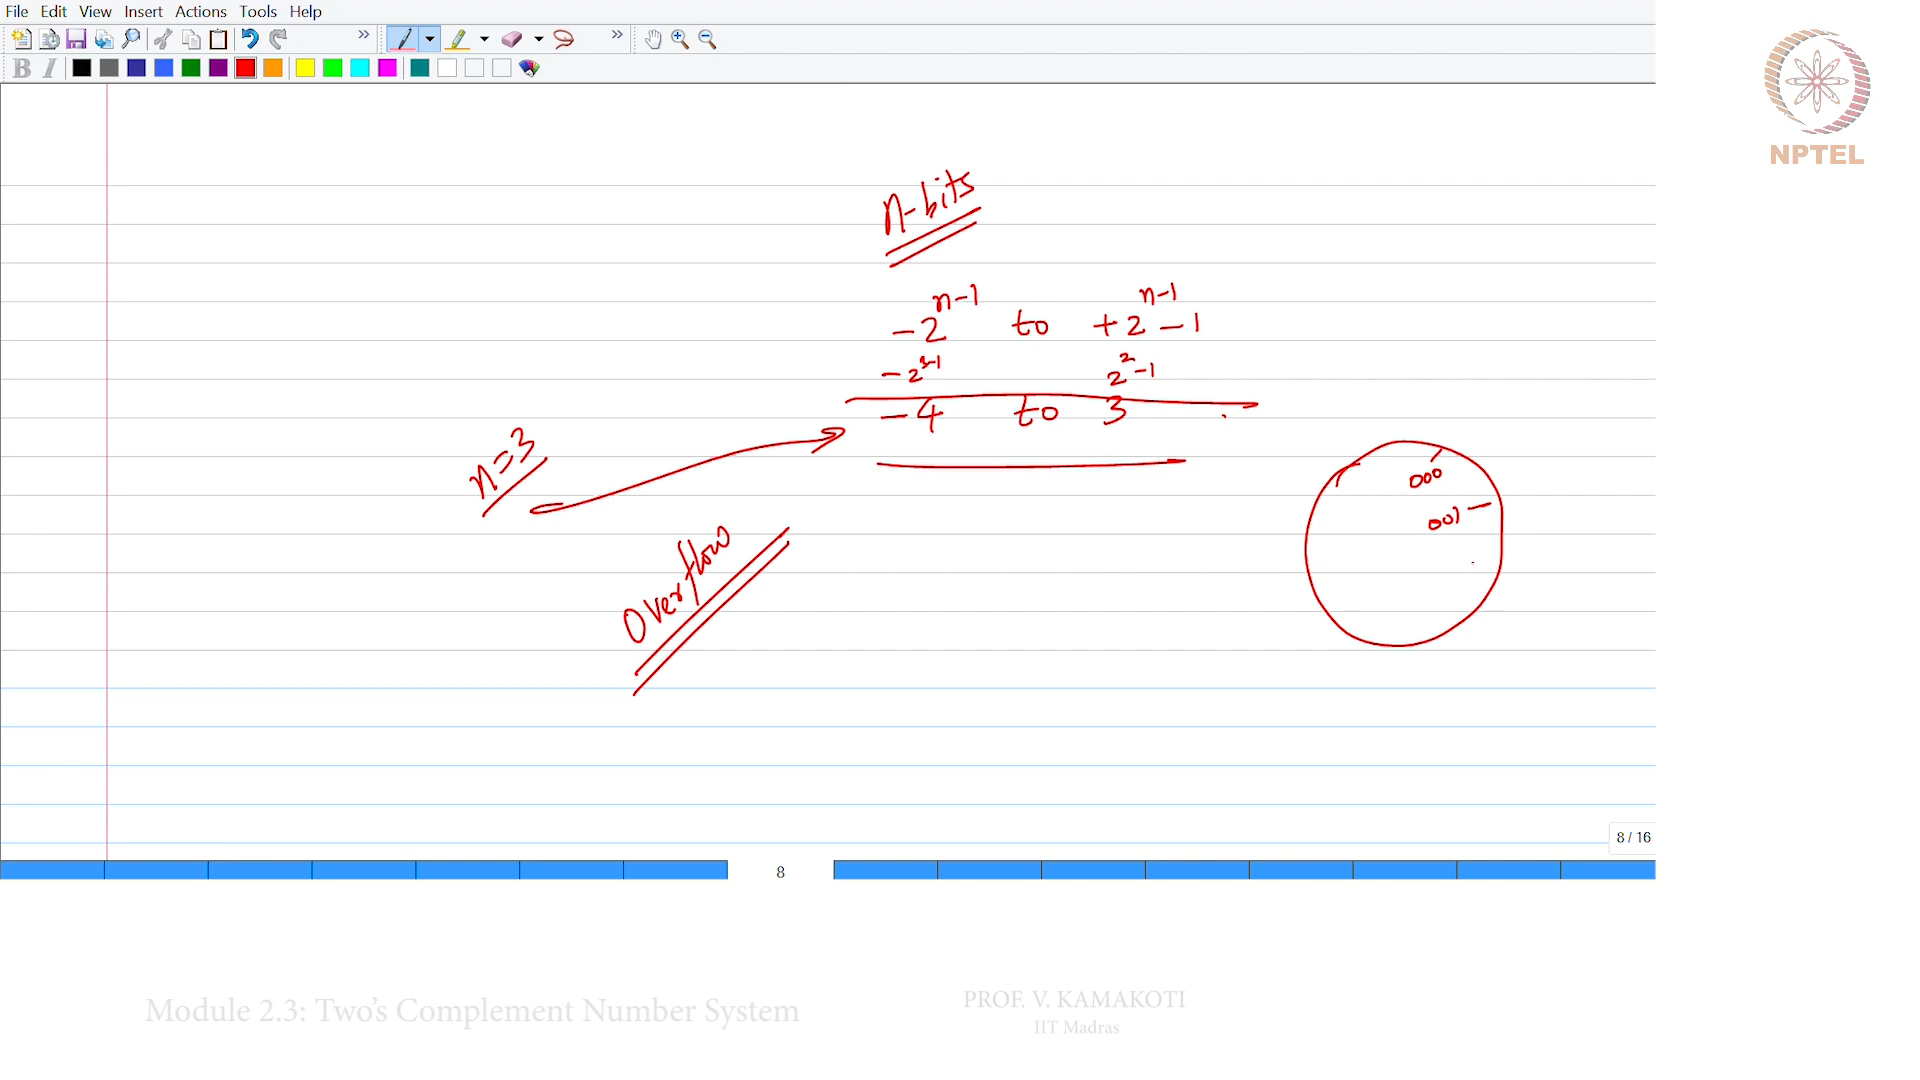 File Edit View Insert Actions Tools Help
B I
NPTEL
n-bits
-2^{n-1} to +2^{n-1} - 1
-2^{3-1} 2^2 - 1
-4 to 3
n=3
Overflow
000
001
8 / 16
8
Module 2.3: Two's Complement Number System
PROF. V. KAMAKOTI
IIT Madras